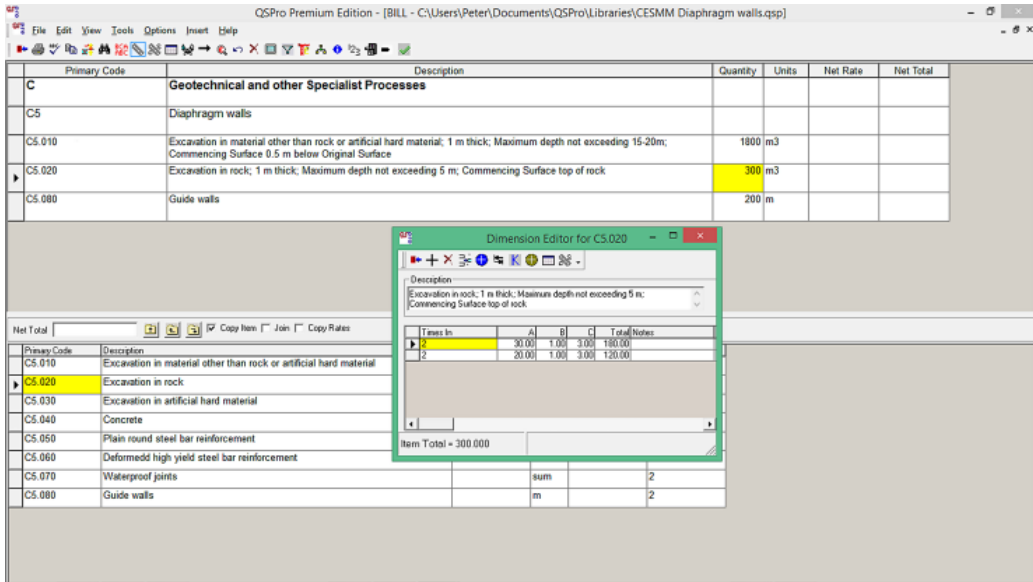 QSPro Premium Edition - [BILL - C:\Users\Peter\Documents\QSPro\Libraries\CESMM Diaphragm walls.qsp]
File Edit View Tools Options Insert Help
Primary Code Description Quantity Units Net Rate Net Total
C Geotechnical and other Specialist Processes
C5 Diaphragm walls
C5.010 Excavation in material other than rock or artificial hard material; 1 m thick; Maximum depth not exceeding 15-20m; 1800 m3
Commencing Surface 0.5 m below Original Surface
C5.020 Excavation in rock; 1 m thick; Maximum depth not exceeding 5 m; Commencing Surface top of rock 300 m3
C5.080 Guide walls 200 m
Dimension Editor for C5.020
Description
Excavation in rock; 1 m thick; Maximum depth not exceeding 5 m;
Commencing Surface top of rock
Times In A B C Total Notes
2 30.00 1.00 3.00 180.00
2 20.00 1.00 3.00 120.00
Item Total = 300.000
Net Total Copy Item Join Copy Rates
Primary Code Description
C5.010 Excavation in material other than rock or artificial hard material
C5.020 Excavation in rock
C5.030 Excavation in artificial hard material
C5.040 Concrete
C5.050 Plain round steel bar reinforcement
C5.060 Deformedd high yield steel bar reinforcement
C5.070 Waterproof joints sum 2
C5.080 Guide walls m 2